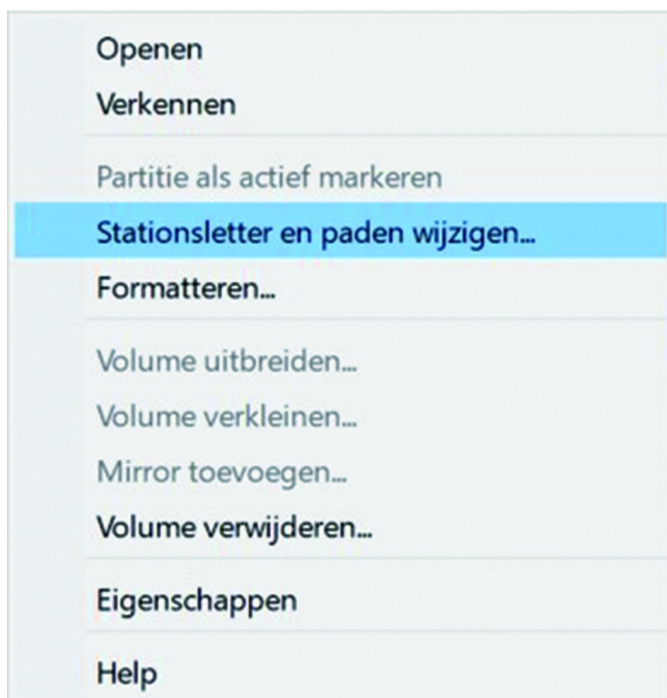 Openen
Verkennen
Partitie als actief markeren
Stationsletter en paden wijzigen...
Formatteren...
Volume uitbreiden...
Volume verkleinen...
Mirror toevoegen...
Volume verwijderen...
Eigenschappen
Help